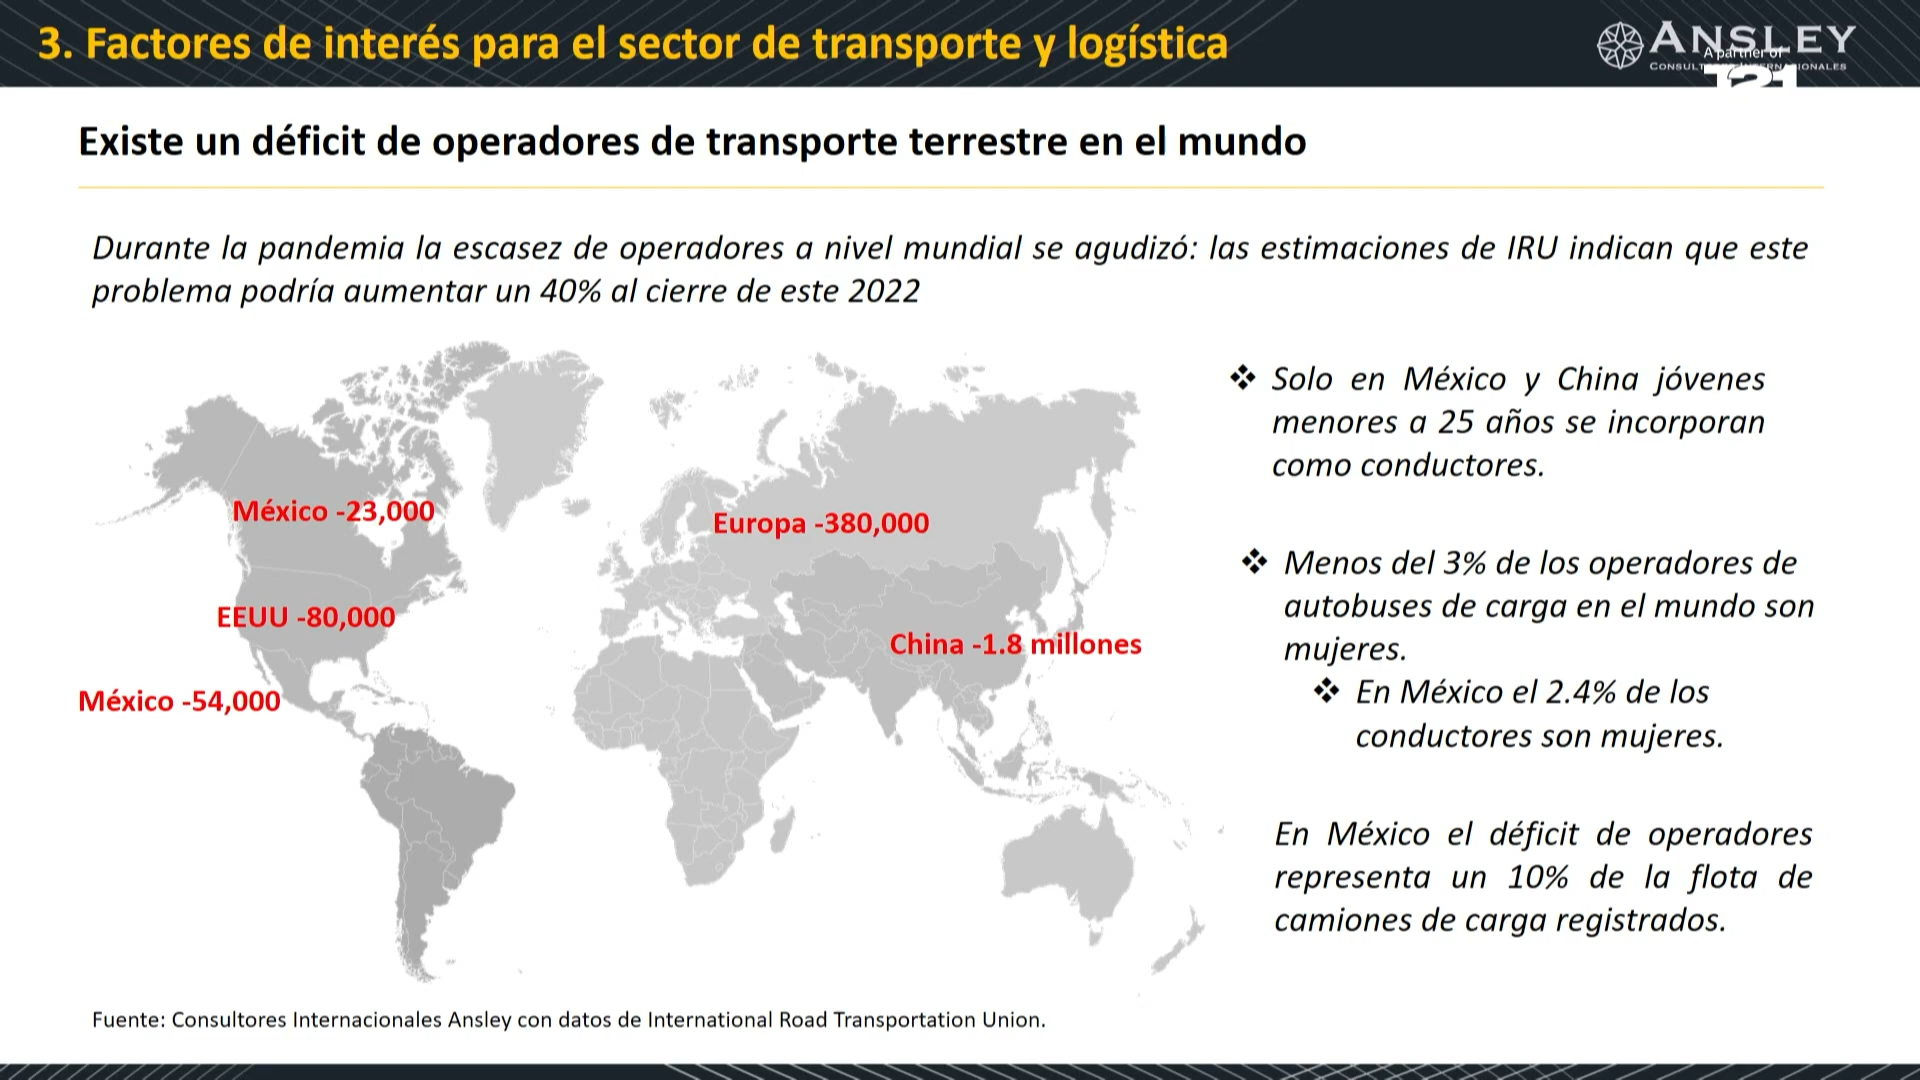 3. Factores de interés para el sector de transporte y logística
ANSLEY
A partner of
T21
Existe un déficit de operadores de transporte terrestre en el mundo
Durante la pandemia la escasez de operadores a nivel mundial se agudizó: las estimaciones de IRU indican que este
problema podría aumentar un 40% al cierre de este 2022
México -23,000
EEUU -80,000
México -54,000
Europa -380,000
China -1.8 millones
❖ Solo en México y China jóvenes
menores a 25 años se incorporan
como conductores.
❖ Menos del 3% de los operadores de
autobuses de carga en el mundo son
mujeres.
❖ En México el 2.4% de los
conductores son mujeres.
En México el déficit de operadores
representa un 10% de la flota de
camiones de carga registrados.
Fuente: Consultores Internacionales Ansley con datos de International Road Transportation Union.